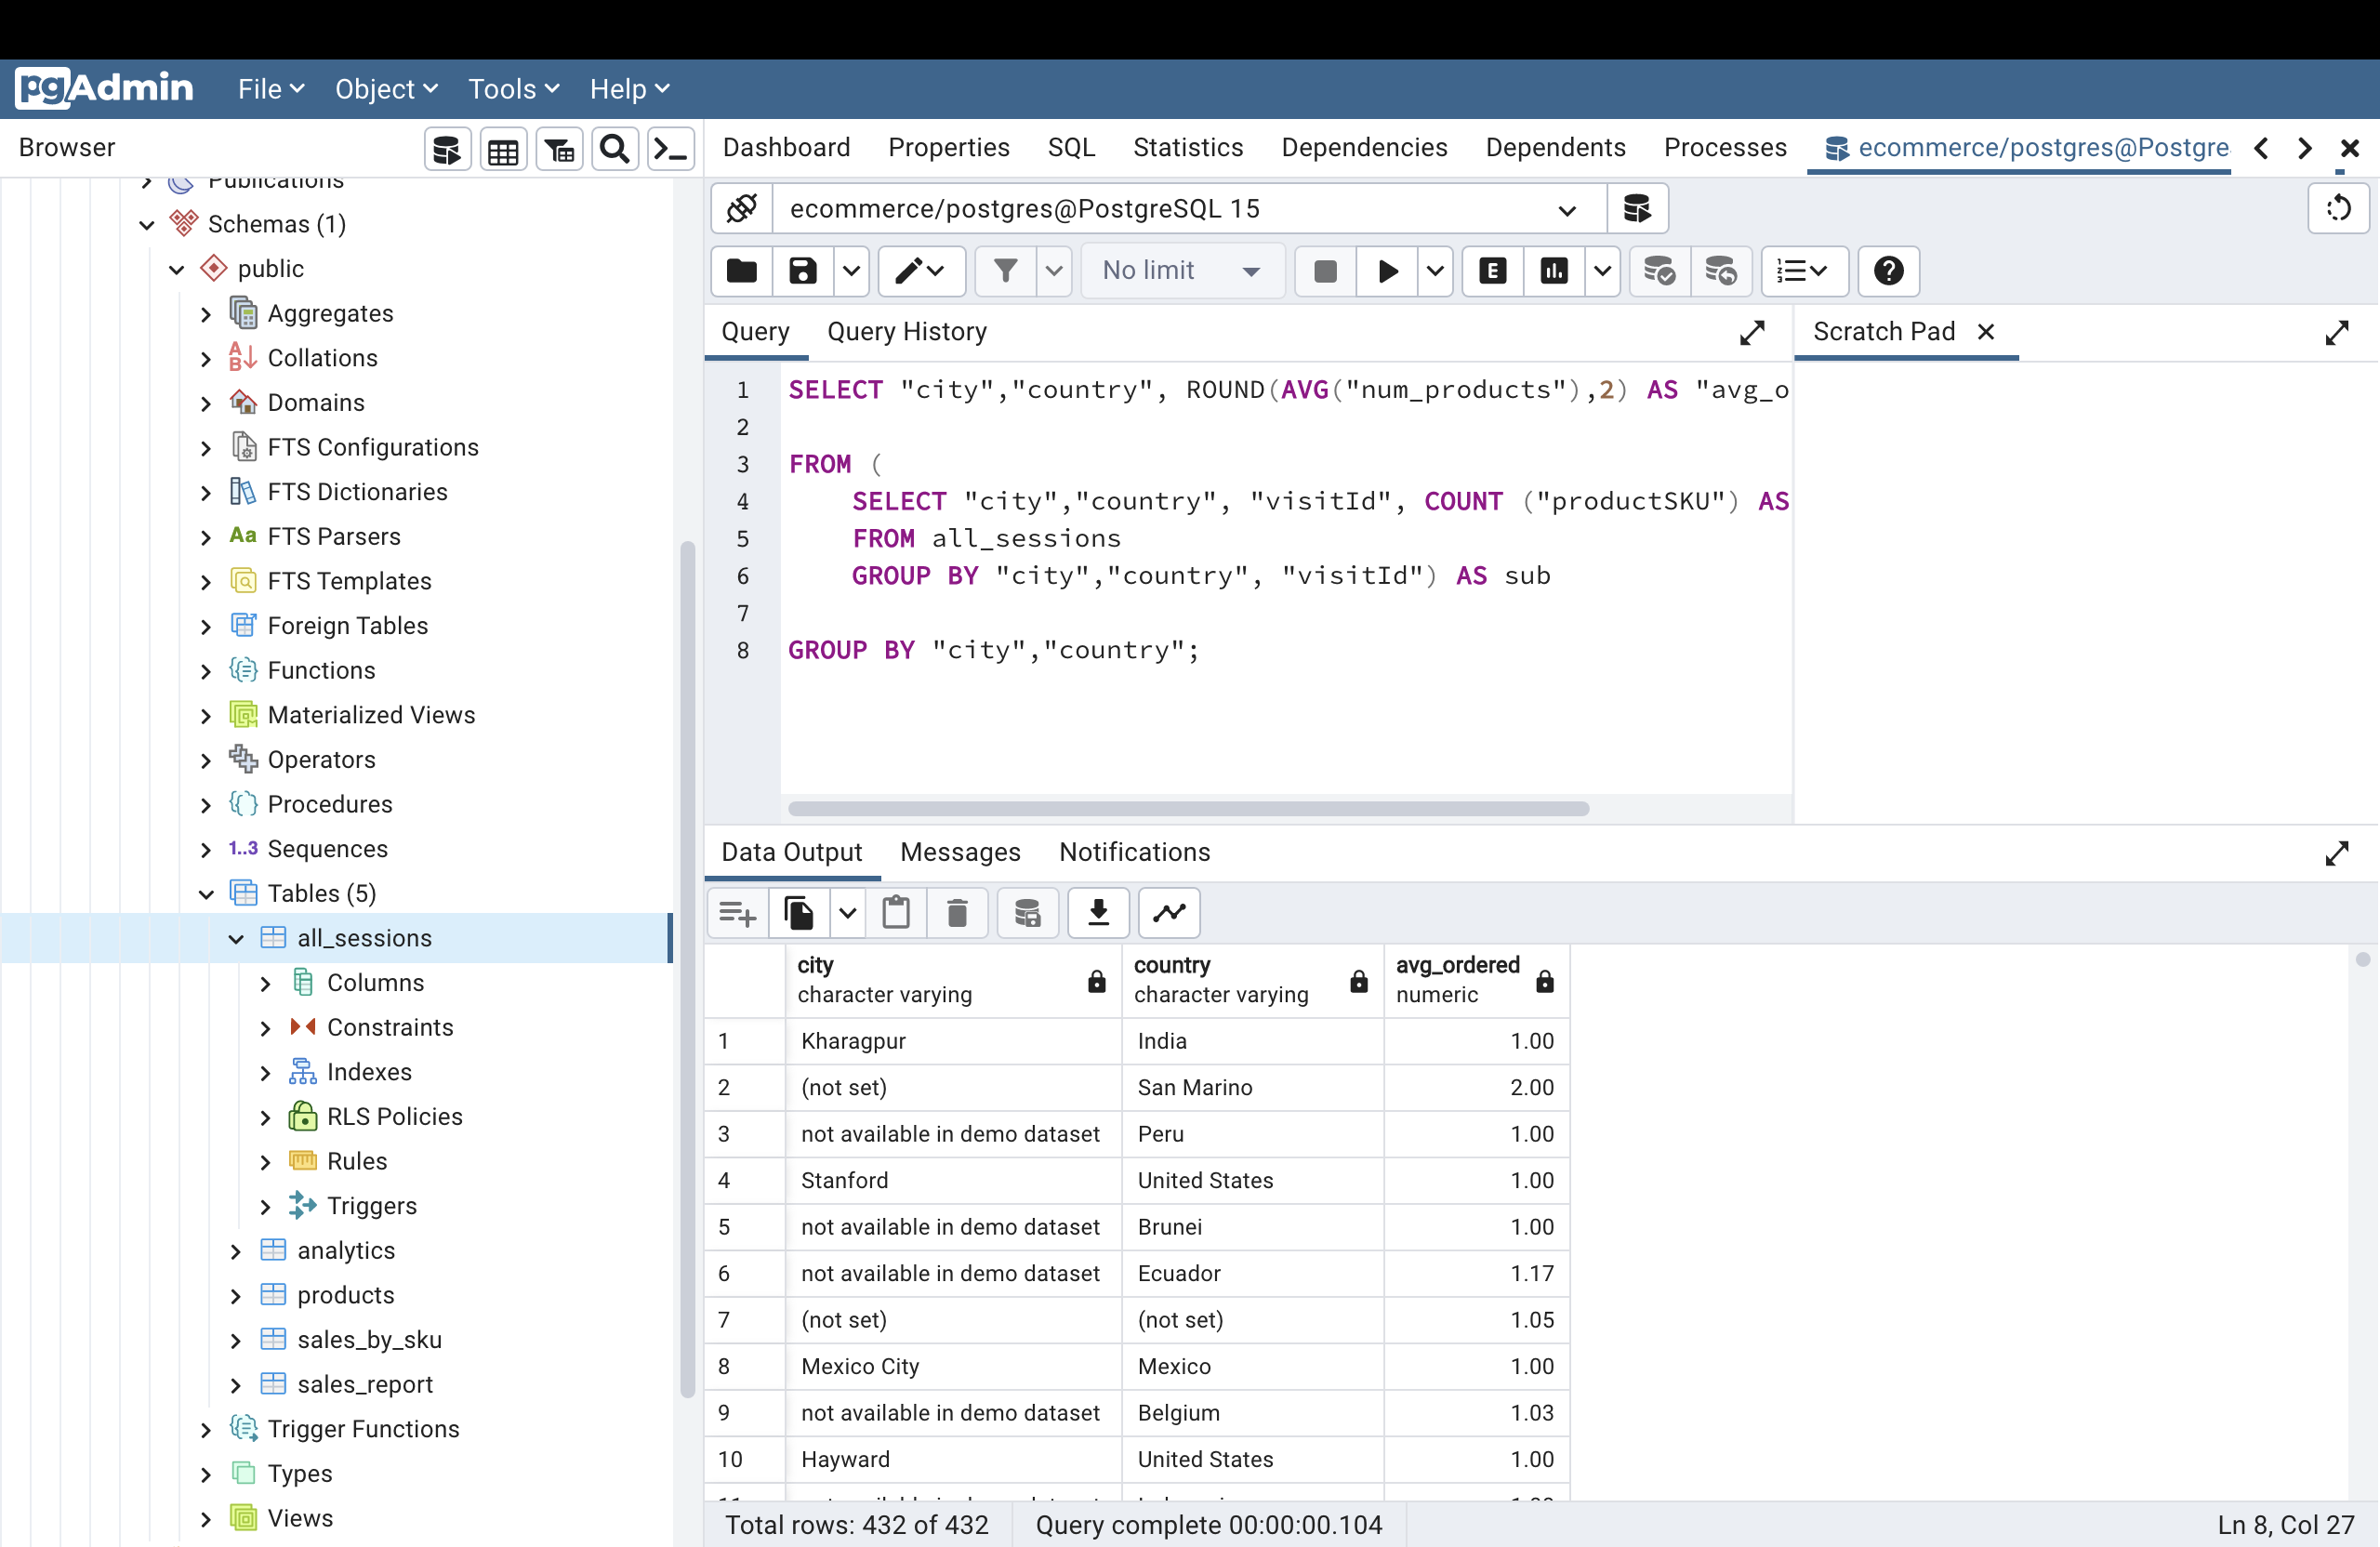 pgAdmin File Object Tools Help
Browser
Dashboard Properties SQL Statistics Dependencies Dependents Processes ecommerce/postgres@Postgre
Publications
Schemas (1)
public
Aggregates
Collations
Domains
FTS Configurations
FTS Dictionaries
Aa FTS Parsers
FTS Templates
Foreign Tables
Functions
Materialized Views
Operators
Procedures
1..3 Sequences
Tables (5)
all_sessions
Columns
Constraints
Indexes
RLS Policies
Rules
Triggers
analytics
products
sales_by_sku
sales_report
Trigger Functions
Types
Views
ecommerce/postgres@PostgreSQL 15
No limit
E
Query Query History
Scratch Pad
1 SELECT "city","country", ROUND(AVG("num_products"),2) AS "avg_o
2
3 FROM (
4 SELECT "city","country", "visitId", COUNT ("productSKU") AS
5 FROM all_sessions
6 GROUP BY "city","country", "visitId") AS sub
7
8 GROUP BY "city","country";
Data Output Messages Notifications
city country avg_ordered
character varying character varying numeric
1 Kharagpur India 1.00
2 (not set) San Marino 2.00
3 not available in demo dataset Peru 1.00
4 Stanford United States 1.00
5 not available in demo dataset Brunei 1.00
6 not available in demo dataset Ecuador 1.17
7 (not set) (not set) 1.05
8 Mexico City Mexico 1.00
9 not available in demo dataset Belgium 1.03
10 Hayward United States 1.00
Total rows: 432 of 432 Query complete 00:00:00.104 Ln 8, Col 27